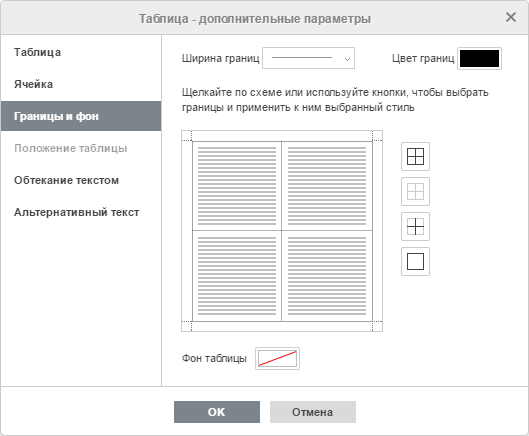 Таблица - дополнительные параметры
Таблица
Ячейка
Границы и фон
Положение таблицы
Обтекание текстом
Альтернативный текст
Ширина границ
Цвет границ
Щелкайте по схеме или используйте кнопки, чтобы выбрать
границы и применить к ним выбранный стиль
Фон таблицы
OK
Отмена